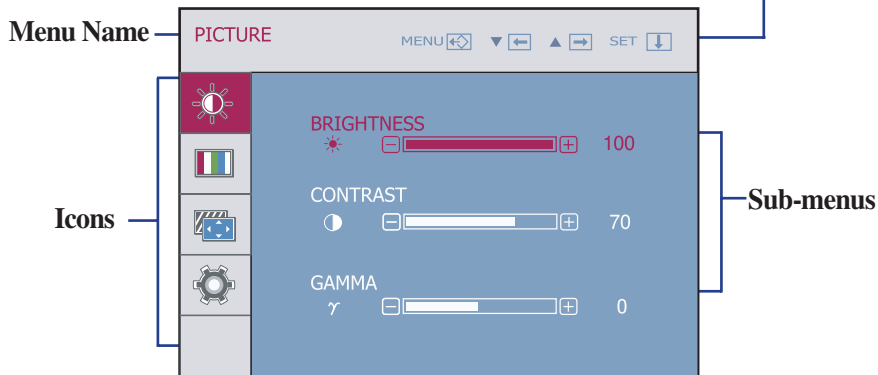 Menu Name
PICTURE
MENU ▼ ▲ SET
BRIGHTNESS
100
CONTRAST
70
Icons
Sub-menus
GAMMA
γ 0